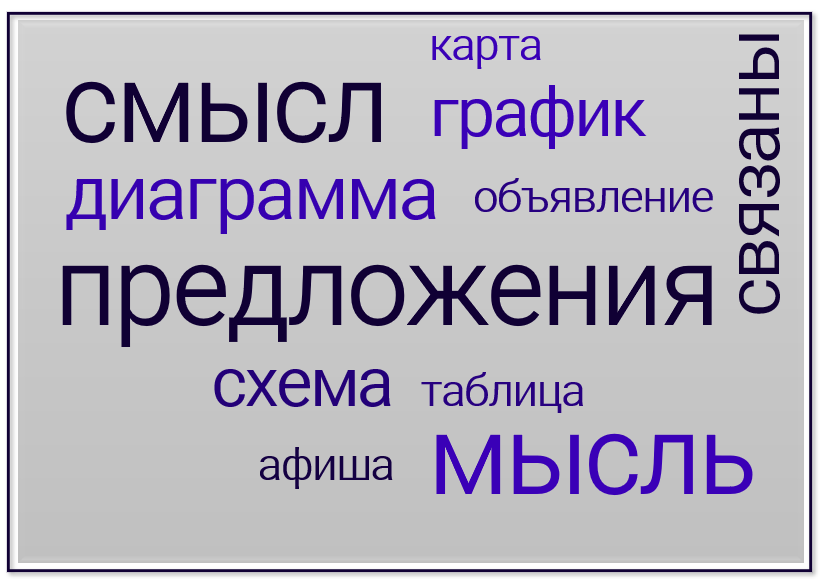 карта
смысл
график
связаны
диаграмма
объявление
предложения
схема
таблица
афиша
мысль